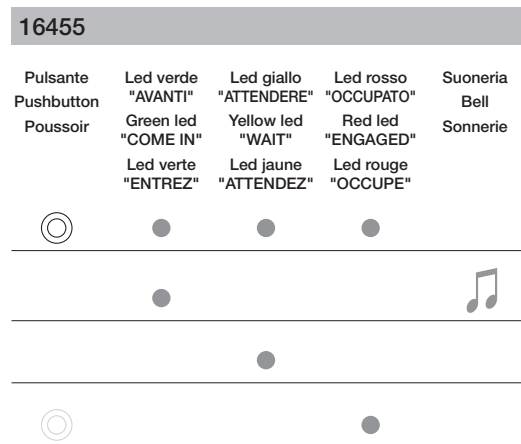 16455
Pulsante
Pushbutton
Poussoir
Led verde
"AVANTI"
Green led
"COME IN"
Led verte
"ENTREZ"
Led giallo
"ATTENDERE"
Yellow led
"WAIT"
Led jaune
"ATTENDEZ"
Led rosso
"OCCUPATO"
Red led
"ENGAGED"
Led rouge
"OCCUPE"
Suoneria
Bell
Sonnerie